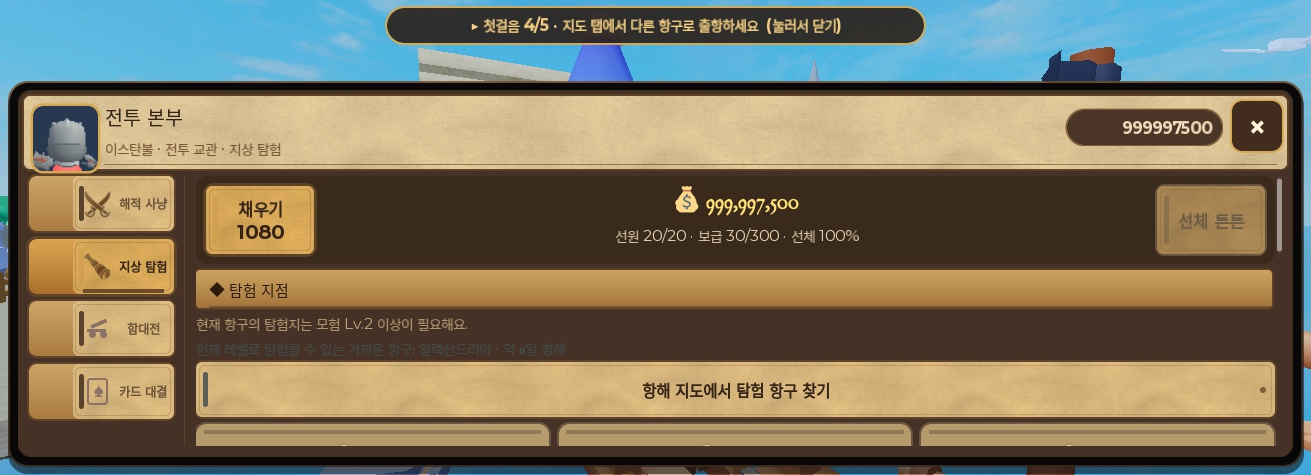 ▸ 첫걸음 4/5 · 지도 탭에서 다른 항구로 출항하세요 (눌러서 닫기)
전투 본부
이스탄불 · 전투 교관 · 지상 탐험
999997500
×
해적 사냥
지상 탐험
함대전
카드 대결
채우기
1080
999,997,500
선원 20/20 · 보급 30/300 · 선체 100%
선체 튼튼
◆ 탐험 지점
현재 항구의 탐험지는 모험 Lv.2 이상이 필요해요.
현재 레벨로 탐험할 수 있는 가까운 항구: 알렉산드리아 · 약 일 항해
항해 지도에서 탐험 항구 찾기